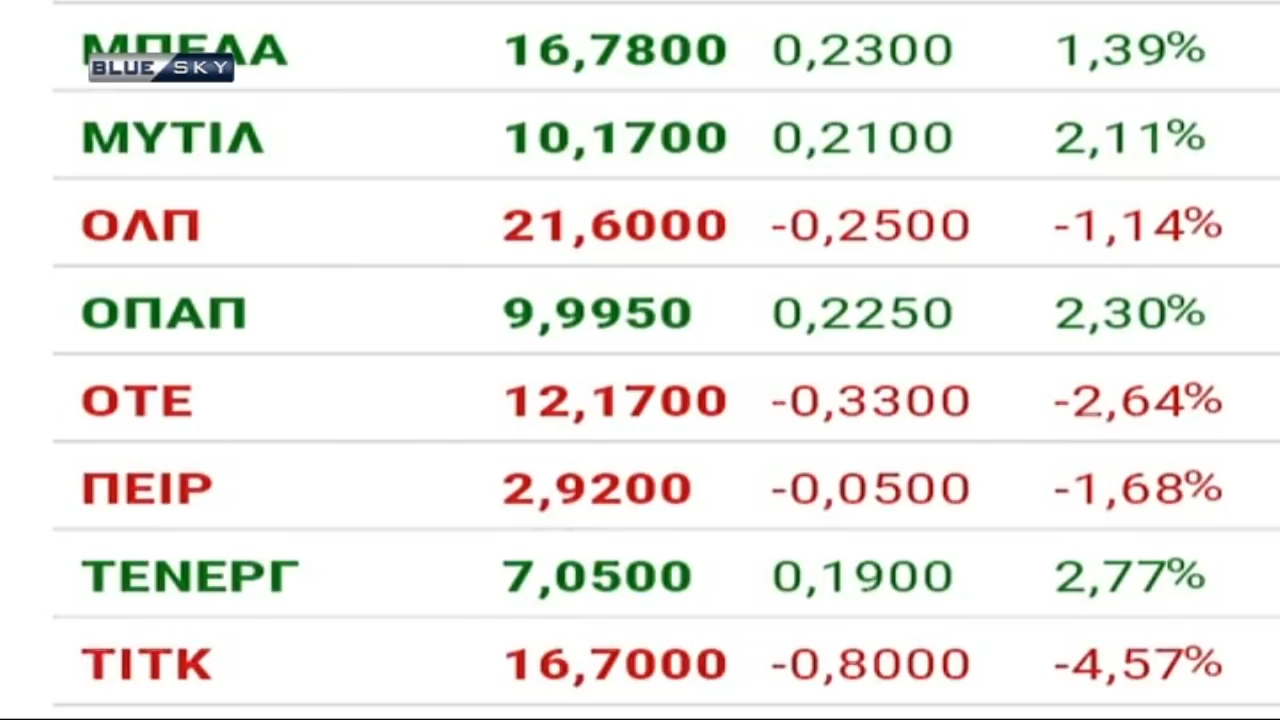 ΜΠΕΛΑ 16,7800 0,2300 1,39%
BLUE SKY
ΜΥΤΙΛ 10,1700 0,2100 2,11%
ΟΛΠ 21,6000 -0,2500 -1,14%
ΟΠΑΠ 9,9950 0,2250 2,30%
ΟΤΕ 12,1700 -0,3300 -2,64%
ΠΕΙΡ 2,9200 -0,0500 -1,68%
ΤΕΝΕΡΓ 7,0500 0,1900 2,77%
ΤΙΤΚ 16,7000 -0,8000 -4,57%